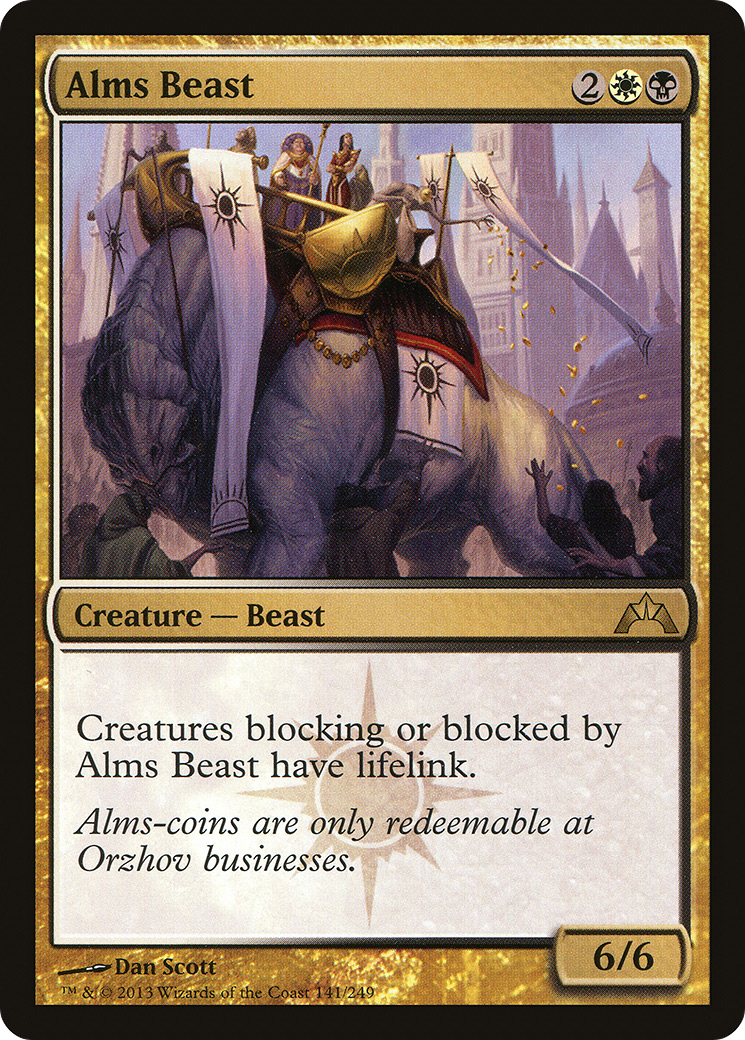 Alms Beast 2
Creature — Beast
Creatures blocking or blocked by
Alms Beast have lifelink.
Alms-coins are only redeemable at
Orzhov businesses.
6/6
Dan Scott
™ & © 2013 Wizards of the Coast 141/249